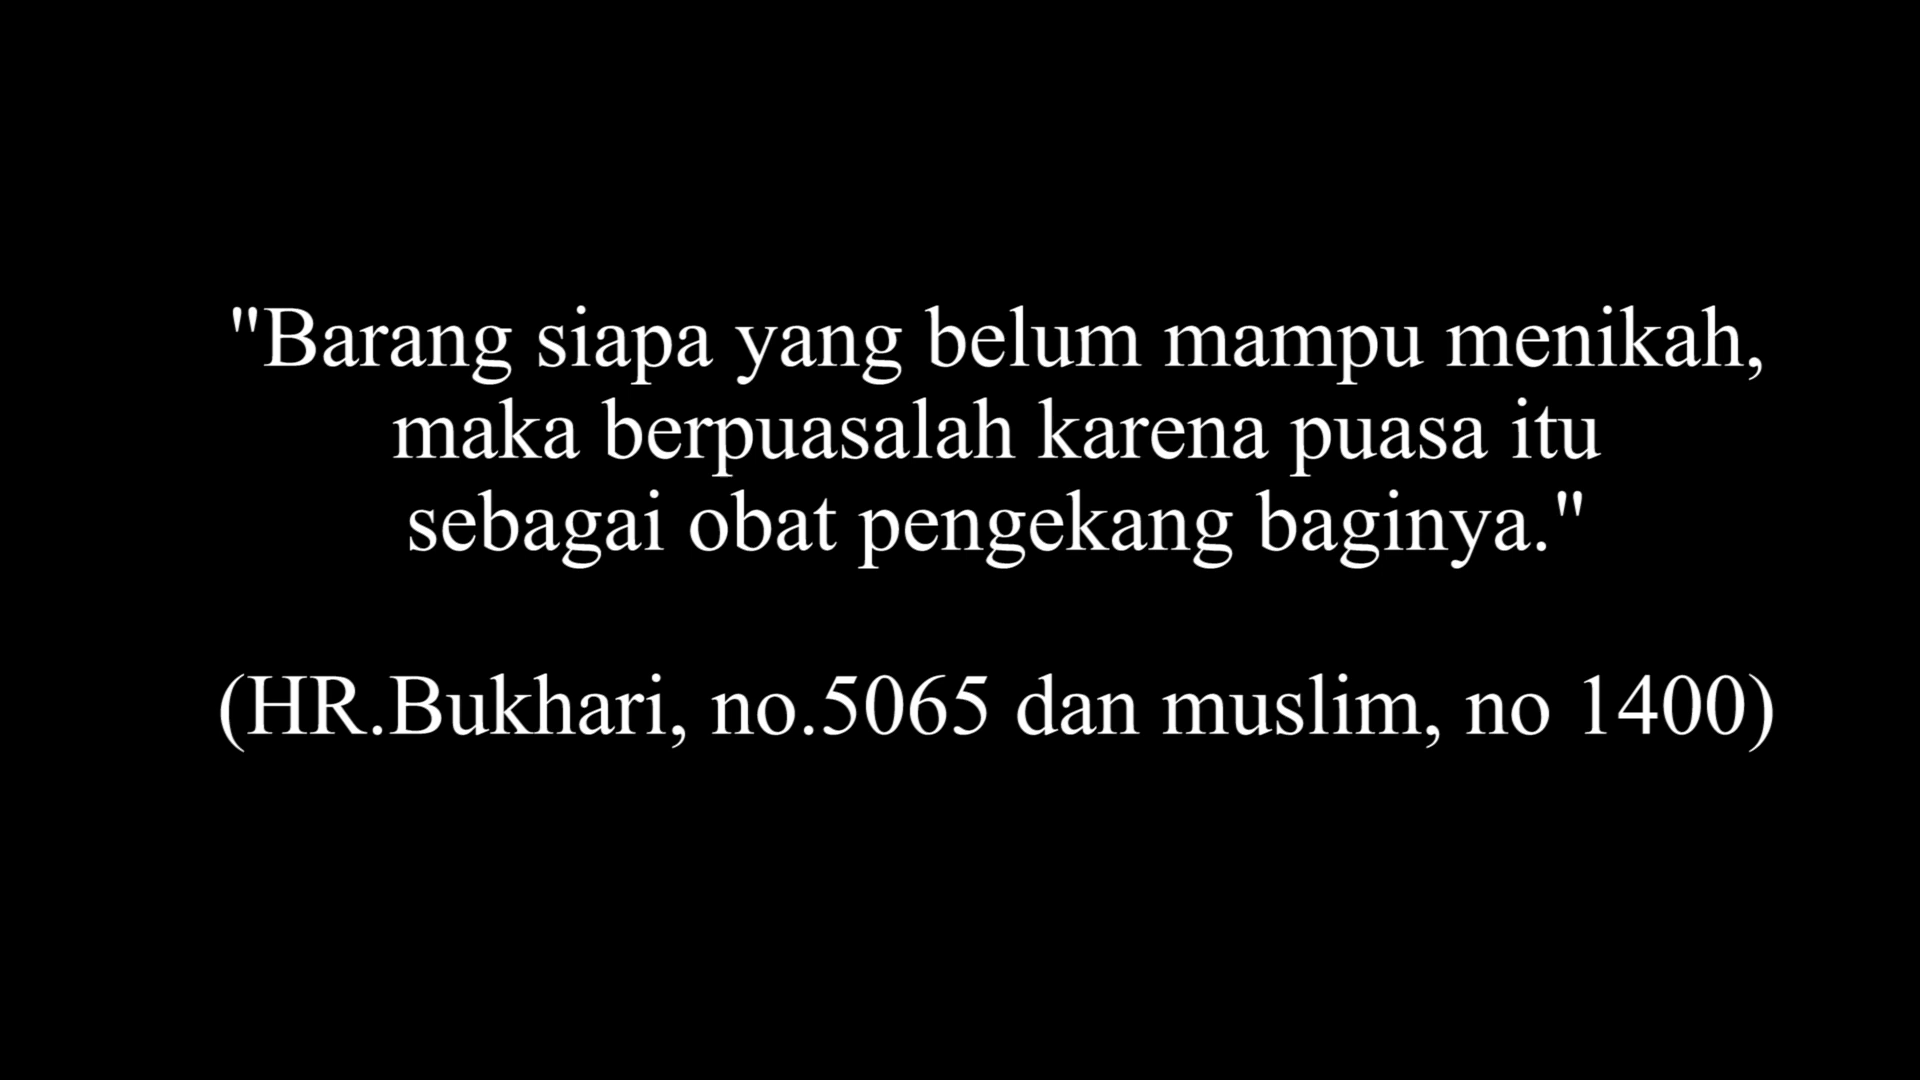 "Barang siapa yang belum mampu menikah,
maka berpuasalah karena puasa itu
sebagai obat pengekang baginya."
(HR.Bukhari, no.5065 dan muslim, no 1400)